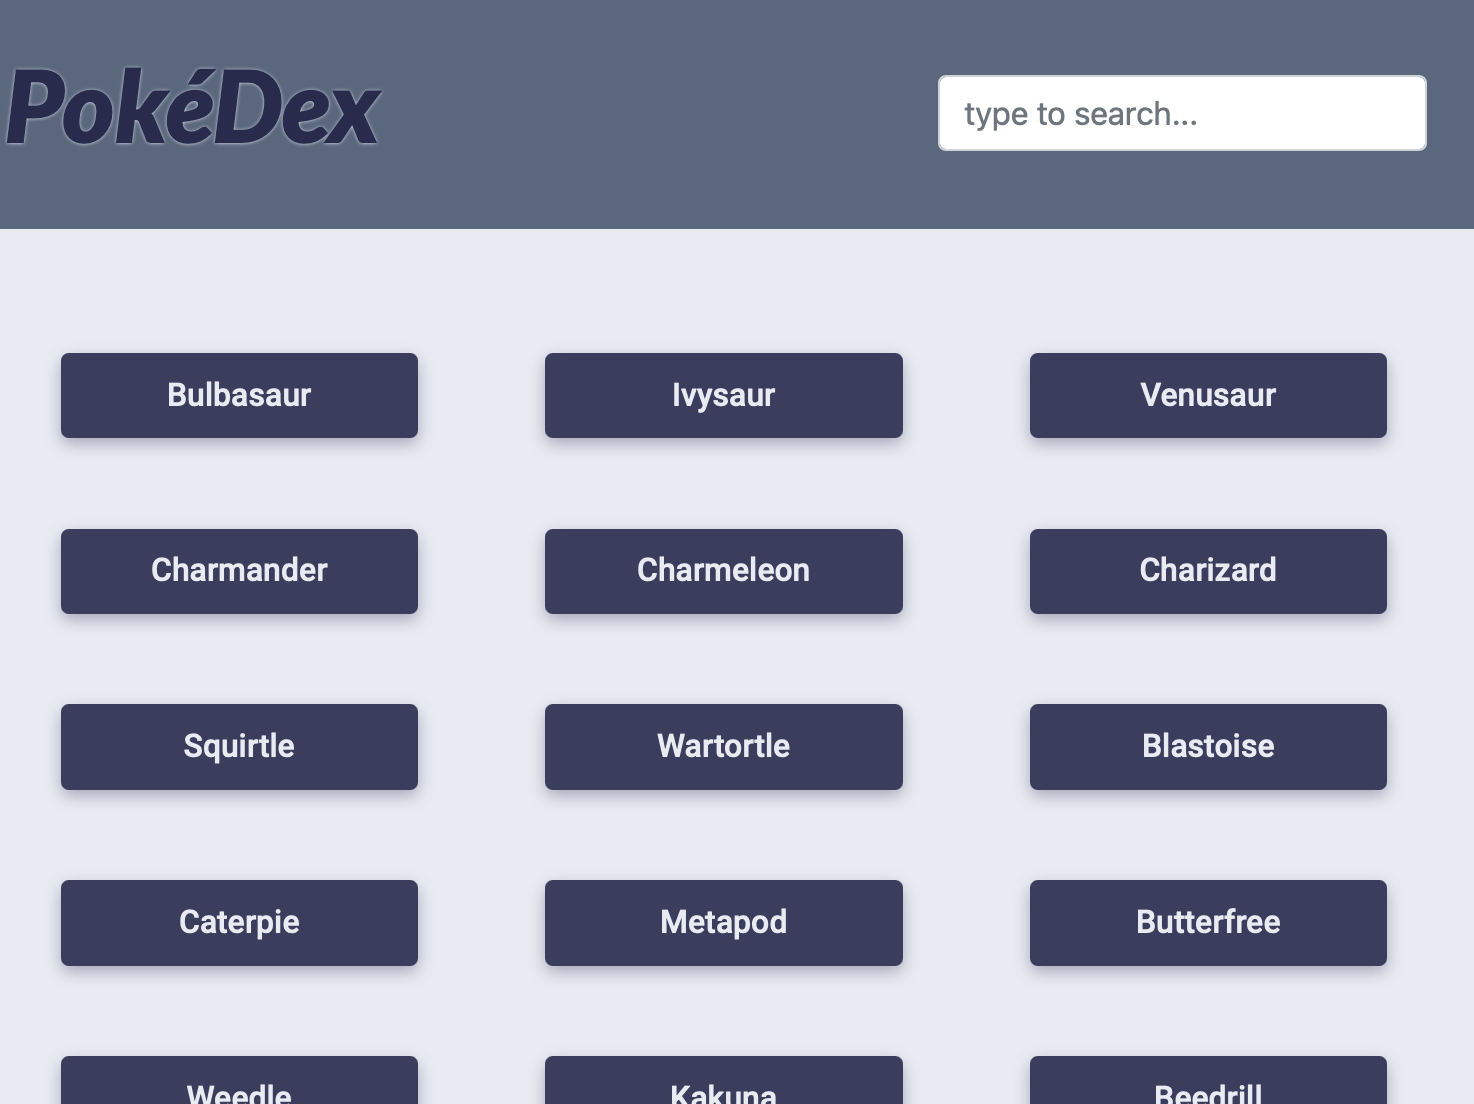 PokéDex
type to search...
Bulbasaur
Ivysaur
Venusaur
Charmander
Charmeleon
Charizard
Squirtle
Wartortle
Blastoise
Caterpie
Metapod
Butterfree
Weedle
Kakuna
Beedrill